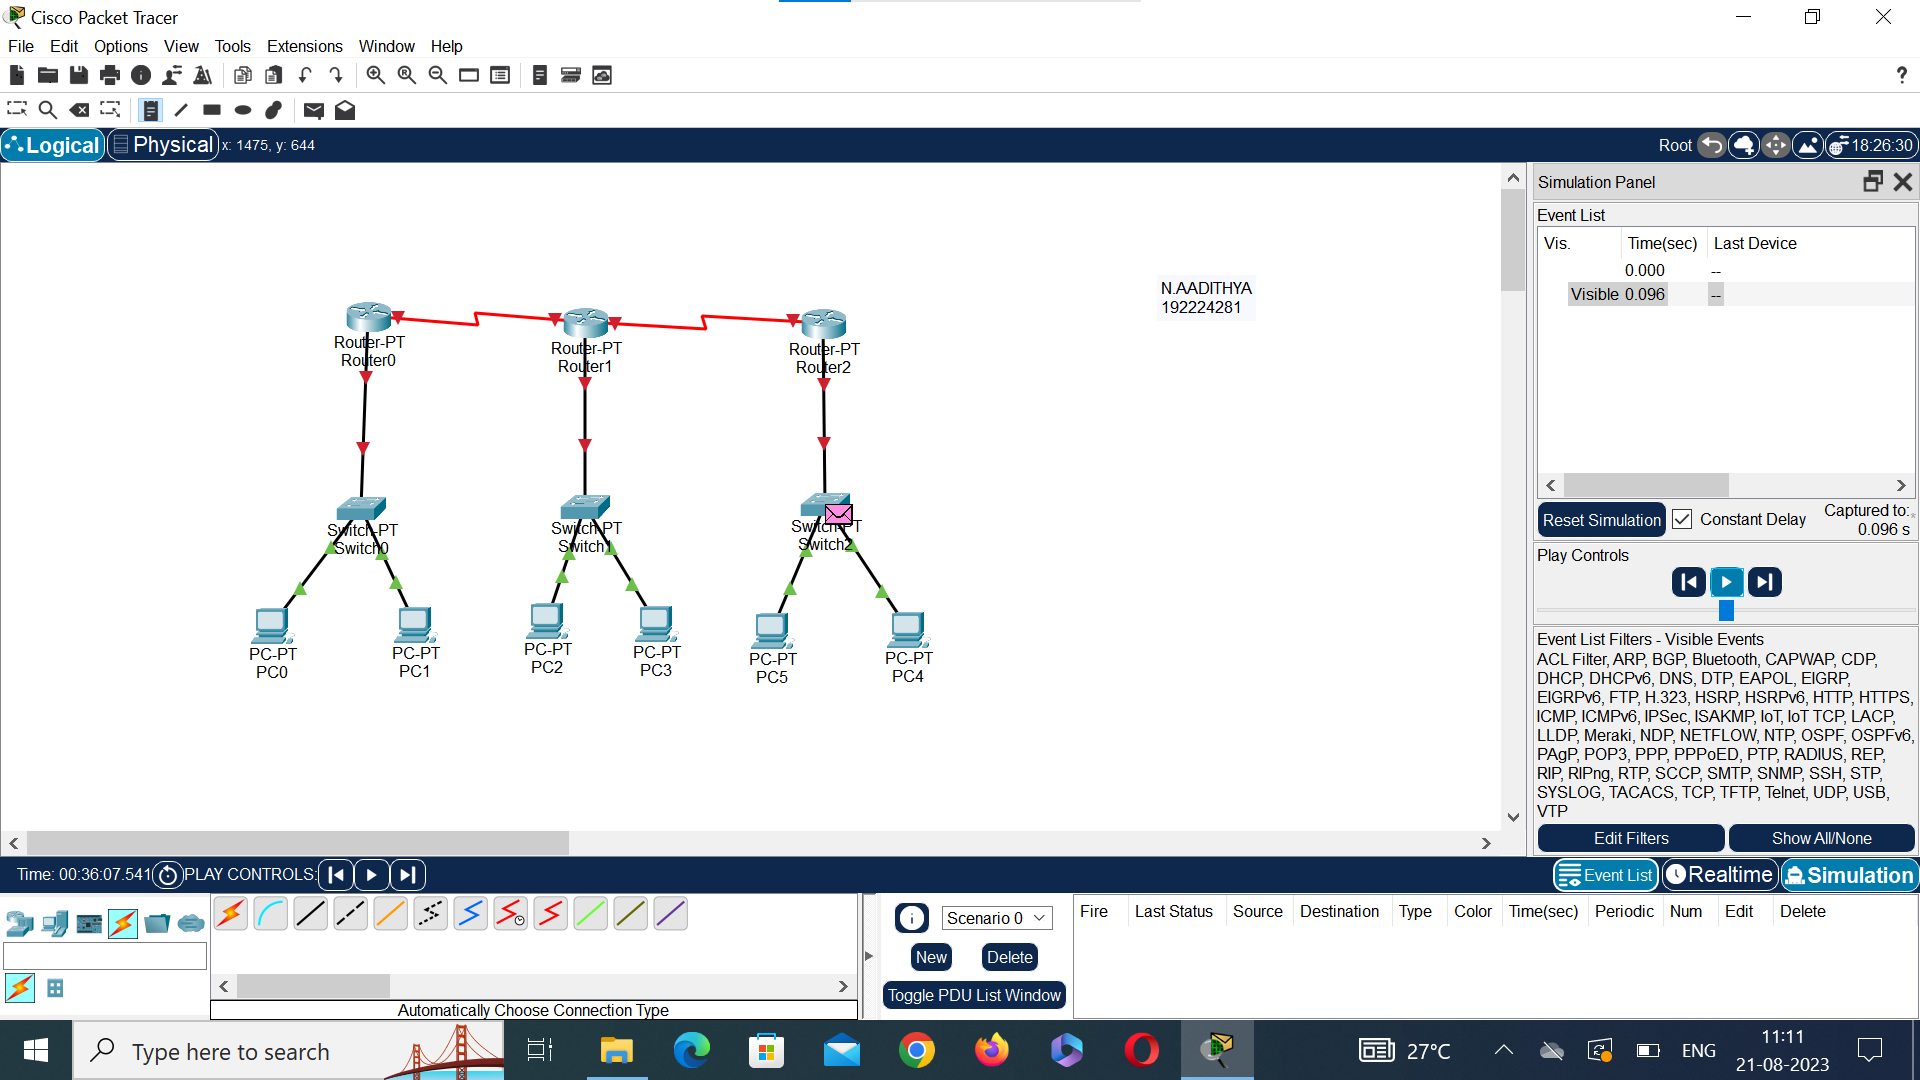 Cisco Packet Tracer
File Edit Options View Tools Extensions Window Help
?
Logical Physical x: 1475, y: 644 Root 18:26:30
Simulation Panel
Event List
Vis. Time(sec) Last Device
0.000 --
Visible 0.096 --
N.AADITHYA
192224281
Router-PT
Router0
Router-PT
Router1
Router-PT
Router2
Switch-PT
Switch0
Switch-PT
Switch1
Switch-PT
Switch2
PC-PT
PC0
PC-PT
PC1
PC-PT
PC2
PC-PT
PC3
PC-PT
PC5
PC-PT
PC4
Reset Simulation Constant Delay Captured to:
0.096 s
Play Controls
Event List Filters - Visible Events
ACL Filter, ARP, BGP, Bluetooth, CAPWAP, CDP,
DHCP, DHCPv6, DNS, DTP, EAPOL, EIGRP,
EIGRPv6, FTP, H.323, HSRP, HSRPv6, HTTP, HTTPS,
ICMP, ICMPv6, IPSec, ISAKMP, IoT, IoT TCP, LACP,
LLDP, Meraki, NDP, NETFLOW, NTP, OSPF, OSPFv6,
PAgP, POP3, PPP, PPPoED, PTP, RADIUS, REP,
RIP, RIPng, RTP, SCCP, SMTP, SNMP, SSH, STP,
SYSLOG, TACACS, TCP, TFTP, Telnet, UDP, USB,
VTP
Edit Filters Show All/None
Time: 00:36:07.541 PLAY CONTROLS: Event List Realtime Simulation
Scenario 0
New Delete
Toggle PDU List Window
Fire Last Status Source Destination Type Color Time(sec) Periodic Num Edit Delete
Automatically Choose Connection Type
Type here to search 27°C ENG 11:11
21-08-2023